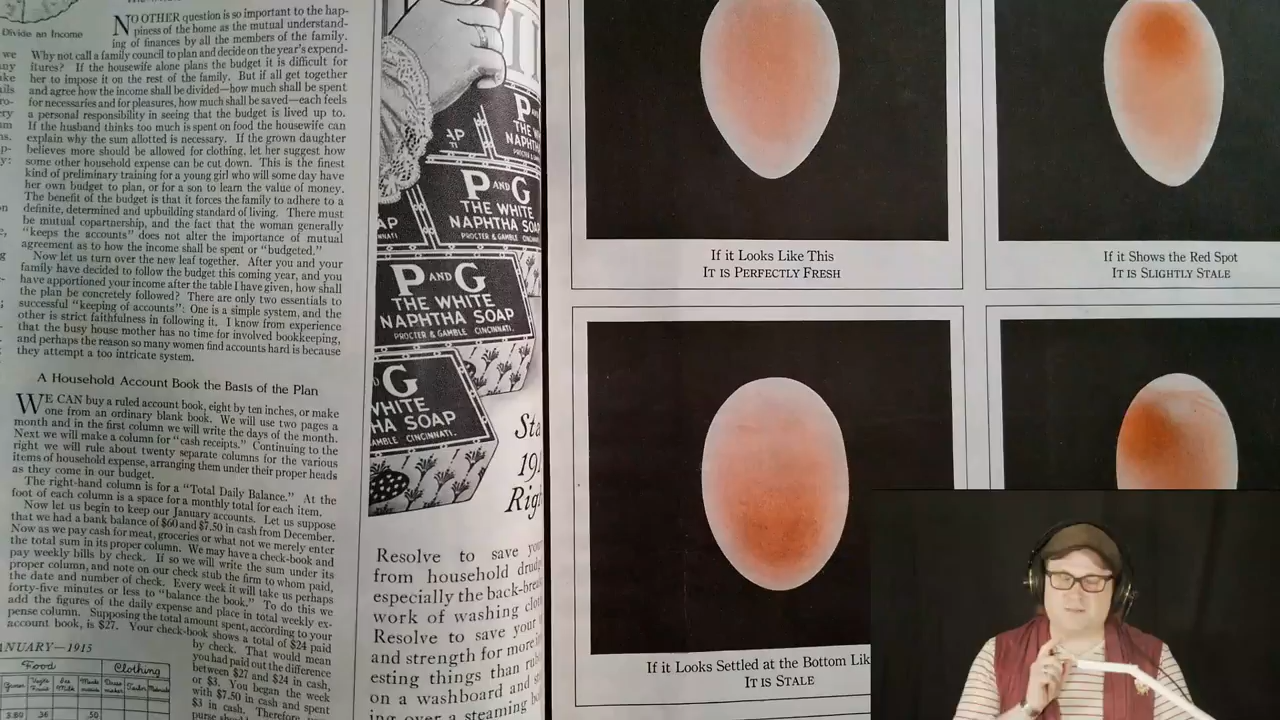 Divide an Income
NO OTHER question is so important to the hap-
piness of the home as the mutual understand-
ing of finances by all the members of the family.
Why not call a family council to plan and decide on the year's expend-
itures? If the housewife alone plans the budget it is difficult for
her to impose it on the rest of the family. But if all get together
and agree how the income shall be divided—how much shall be spent
for necessaries and for pleasures, how much shall be saved—each feels
a personal responsibility in seeing that the budget is lived up to.
If the husband thinks too much is spent on food the housewife can
explain why the sum allotted is necessary. If the grown daughter
believes more should be allowed for clothing, let her suggest how
some other household expense can be cut down. This is the finest
kind of preliminary training for a young girl who will some day have
her own budget to plan, or for a son to learn the value of money.
The benefit of the budget is that it forces the family to adhere to a
definite, determined and upbuilding standard of living. There must
be mutual copartnership, and the fact that the woman generally
"keeps the accounts" does not alter the importance of mutual
agreement as to how the income shall be spent or "budgeted."
Now let us turn over the new leaf together. After you and your
family have decided to follow the budget this coming year, and you
have apportioned your income after the table I have given, how shall
the plan be concretely followed? There are only two essentials to
successful "keeping of accounts": One is a simple system, and the
other is strict faithfulness in following it. I know from experience
that the busy house mother has no time for involved bookkeeping,
and perhaps the reason so many women find accounts hard is because
they attempt a too intricate system.
A Household Account Book the Basis of the Plan
WE CAN buy a ruled account book, eight by ten inches, or make
one from an ordinary blank book. We will use two pages a
month and in the first column we will write the days of the month.
Next we will make a column for "cash receipts." Continuing to the
right we will rule about twenty separate columns for the various
items of household expense, arranging them under their proper heads
as they come in our budget.
The right-hand column is for a "Total Daily Balance." At the
foot of each column is a space for a monthly total for each item.
Now let us begin to keep our January accounts. Let us suppose
that we had a bank balance of $60 and $7.50 in cash from December.
Now as we pay cash for meat, groceries or what not we merely enter
the total sum in its proper column. We may have a check-book and
pay weekly bills by check. If so we will write the sum under its
proper column, and note on our check stub the firm to whom paid,
the date and number of check. Every week it will take us perhaps
forty-five minutes or less to "balance the book." To do this we
add the figures of the daily expense and place in total weekly ex-
pense column. Supposing the total amount spent, according to your
account book, is $27. Your check-book shows a total of $24 paid
by check. That would mean
you had paid out the difference
between $27 and $24 in cash,
or $3. You began the week
with $7.50 in cash and spent
$3 in cash. Therefore, your
NUARY—1915
Food Clothing
5.80 36 .50
P AND G
THE WHITE
NAPHTHA SOAP
PROCTER & GAMBLE CINCINNATI.
P AND G
THE WHITE
NAPHTHA SOAP
PROCTER & GAMBLE CINCINNATI.
G
WHITE
HA SOAP
AMBLE CINCINNATI.
Sta
191
Righ
Resolve to save your
from household drudg
especially the back-brea
work of washing clot
Resolve to save your
and strength for more in
esting things than rub
on a washboard and s
ing over a steaming bo
If it Looks Like This
IT IS PERFECTLY FRESH
If it Shows the Red Spot
IT IS SLIGHTLY STALE
If it Looks Settled at the Bottom Lik
IT IS STALE